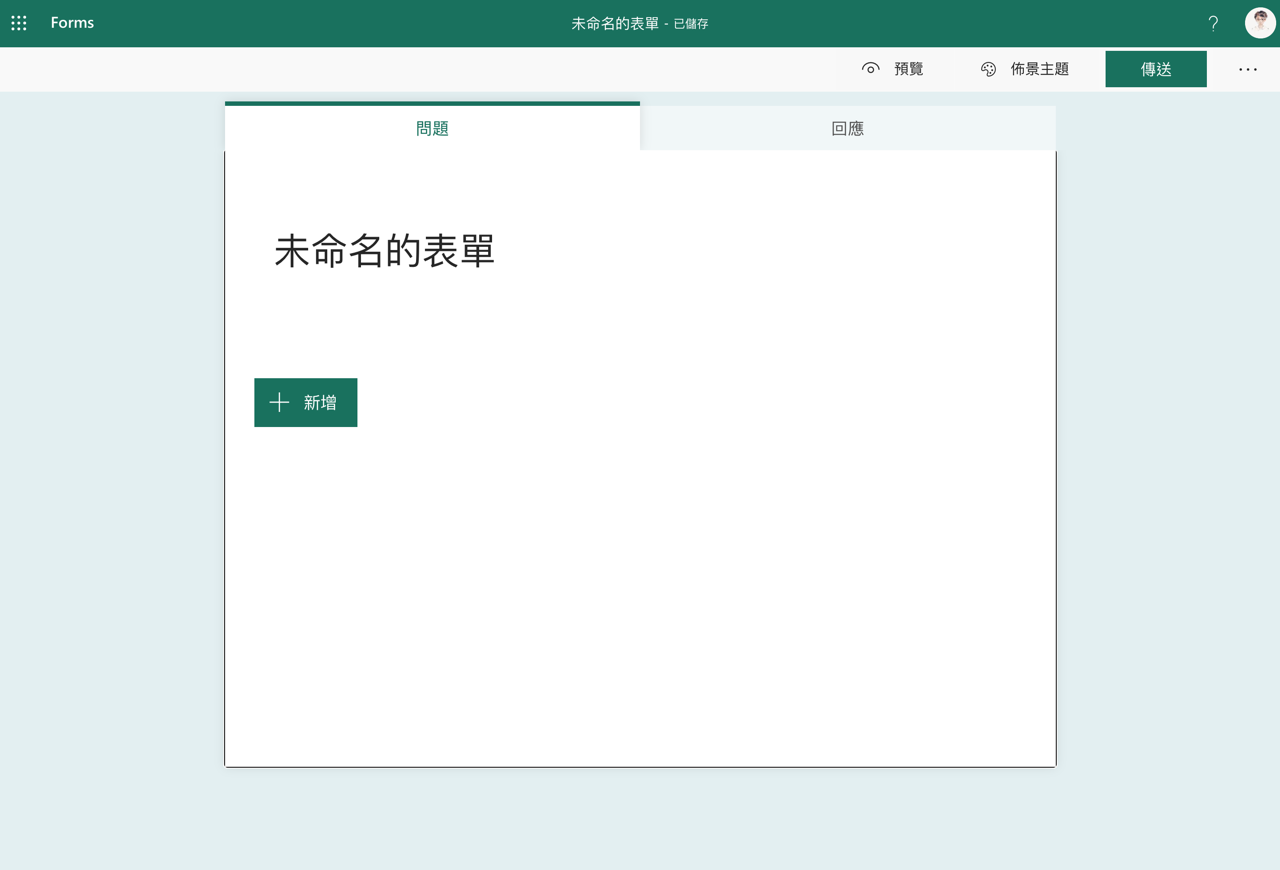 Forms
未命名的表單 - 已儲存
?
預覽
佈景主題
傳送
...
問題
回應
未命名的表單
新增